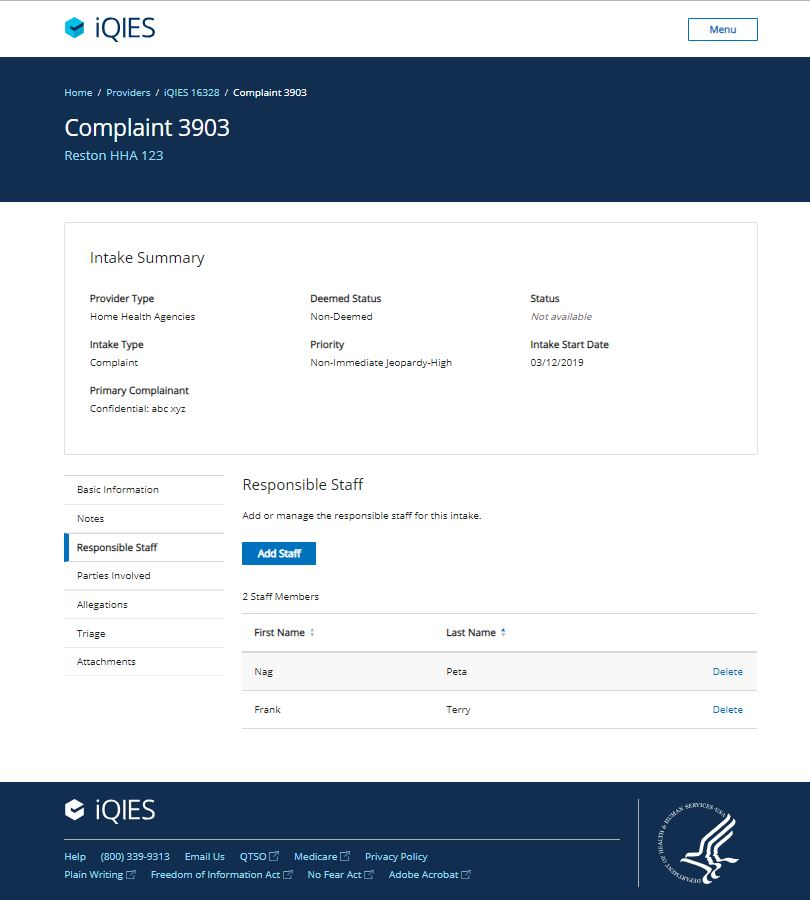 iQIES
Menu
Home / Providers / iQIES 16328 / Complaint 3903
Complaint 3903
Reston HHA 123
Intake Summary
Provider Type Deemed Status Status
Home Health Agencies Non-Deemed Not available
Intake Type Priority Intake Start Date
Complaint Non-Immediate Jeopardy-High 03/12/2019
Primary Complainant
Confidential: abc xyz
Basic Information
Notes
Responsible Staff
Parties Involved
Allegations
Triage
Attachments
Responsible Staff
Add or manage the responsible staff for this intake.
Add Staff
2 Staff Members
First Name Last Name
Nag Peta Delete
Frank Terry Delete
iQIES
Help (800) 339-9313 Email Us QTSO Medicare Privacy Policy
Plain Writing Freedom of Information Act No Fear Act Adobe Acrobat
DEPARTMENT OF HEALTH & HUMAN SERVICES · USA